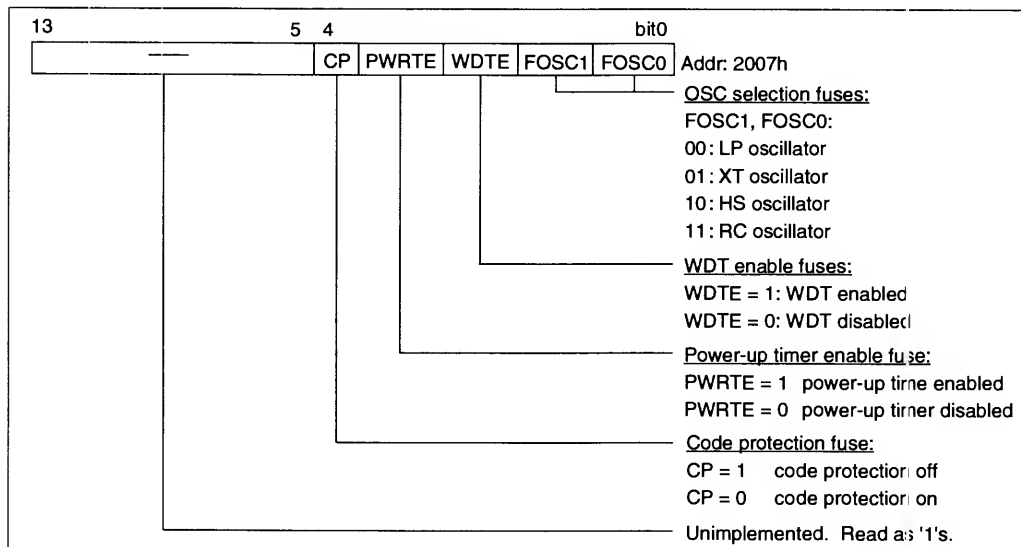 13 5 4 bit0
— CP PWRTE WDTE FOSC1 FOSC0 Addr: 2007h
OSC selection fuses:
FOSC1, FOSC0:
00: LP oscillator
01: XT oscillator
10: HS oscillator
11: RC oscillator
WDT enable fuses:
WDTE = 1: WDT enabled
WDTE = 0: WDT disabled
Power-up timer enable fuse:
PWRTE = 1 power-up time enabled
PWRTE = 0 power-up timer disabled
Code protection fuse:
CP = 1 code protection off
CP = 0 code protection on
Unimplemented. Read as '1's.